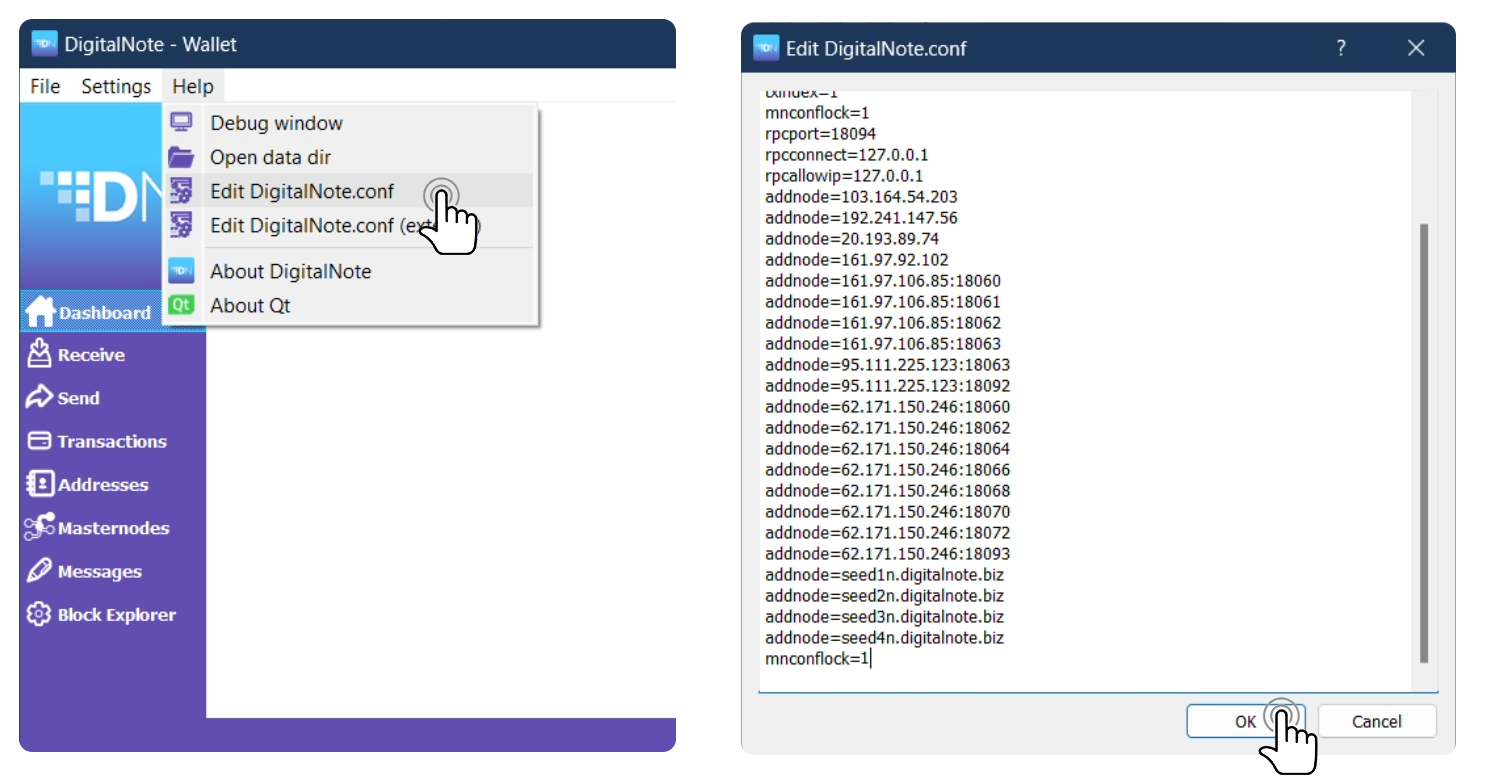 DigitalNote - Wallet
File Settings Help
Debug window
Open data dir
Edit DigitalNote.conf
Edit DigitalNote.conf
About DigitalNote
About Qt
Dashboard
Receive
Send
Transactions
Addresses
Masternodes
Messages
Block Explorer
Edit DigitalNote.conf
txindex=1
mnconflock=1
rpcport=18094
rpcconnect=127.0.0.1
rpcallowip=127.0.0.1
addnode=103.164.54.203
addnode=192.241.147.56
addnode=20.193.89.74
addnode=161.97.92.102
addnode=161.97.106.85:18060
addnode=161.97.106.85:18061
addnode=161.97.106.85:18062
addnode=161.97.106.85:18063
addnode=95.111.225.123:18063
addnode=95.111.225.123:18092
addnode=62.171.150.246:18060
addnode=62.171.150.246:18062
addnode=62.171.150.246:18064
addnode=62.171.150.246:18066
addnode=62.171.150.246:18068
addnode=62.171.150.246:18070
addnode=62.171.150.246:18072
addnode=62.171.150.246:18093
addnode=seed1n.digitalnote.biz
addnode=seed2n.digitalnote.biz
addnode=seed3n.digitalnote.biz
addnode=seed4n.digitalnote.biz
mnconflock=1
OK Cancel